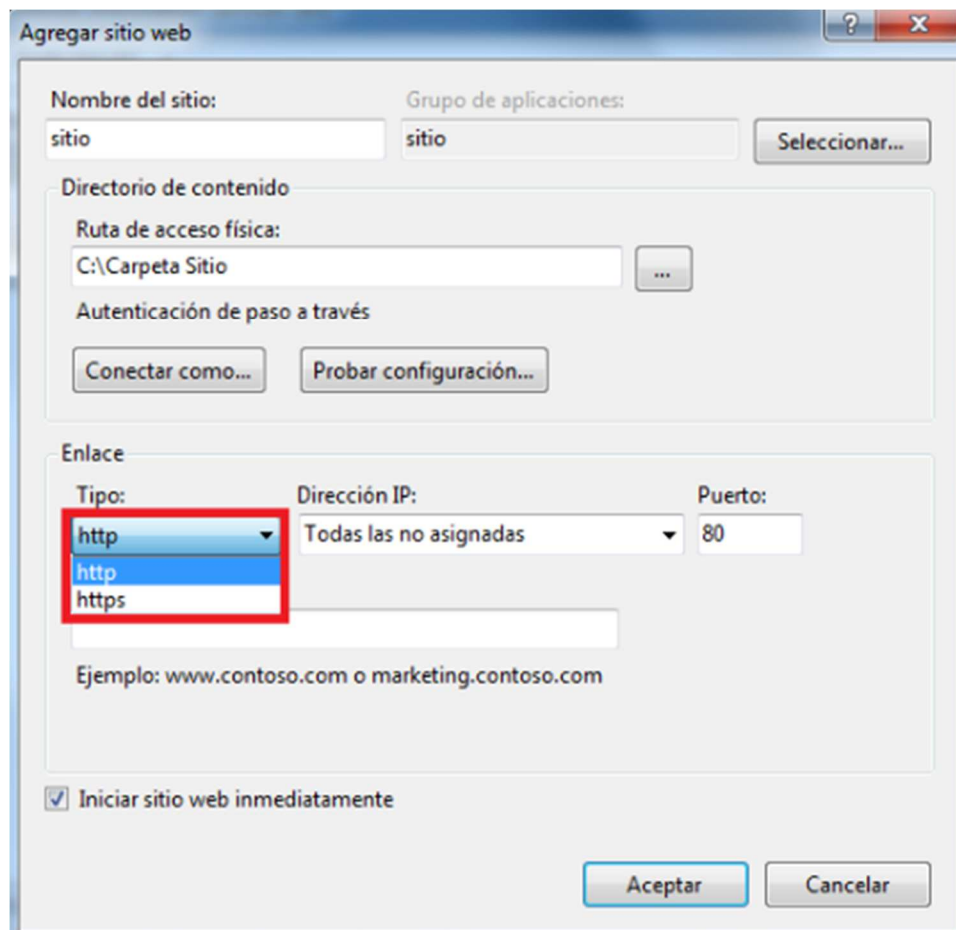 Agregar sitio web
Nombre del sitio:
Grupo de aplicaciones:
sitio
sitio
Seleccionar...
Directorio de contenido
Ruta de acceso física:
C:\Carpeta Sitio
...
Autenticación de paso a través
Conectar como...
Probar configuración...
Enlace
Tipo:
Dirección IP:
Puerto:
http
Todas las no asignadas
80
http
https
Ejemplo: www.contoso.com o marketing.contoso.com
Iniciar sitio web inmediatamente
Aceptar
Cancelar